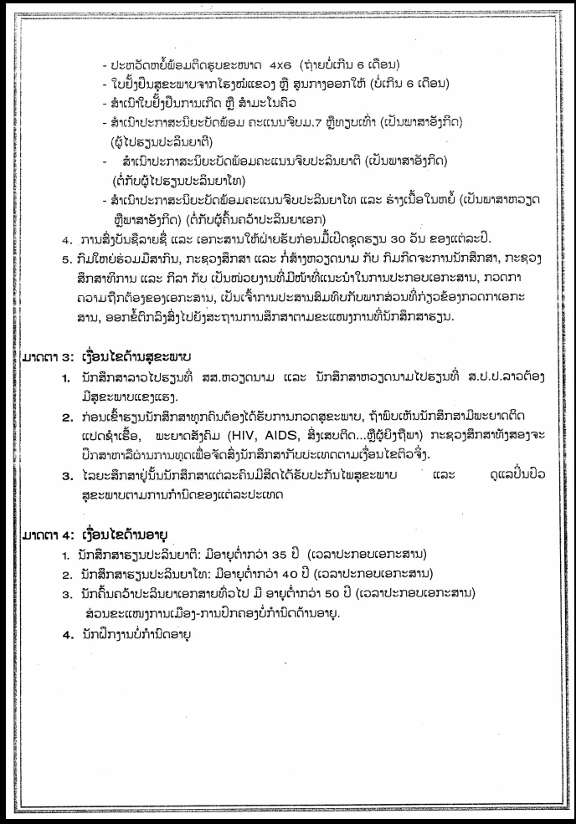 - ປະຫວັດຫຍໍ້ພ້ອມຕິດຮູບຂະໜາດ 4x6 (ຖ່າຍບໍ່ເກີນ 6 ເດືອນ)
- ໃບຢັ້ງຢືນສຸຂະພາບຈາກໂຮງໝໍແຂວງ ຫຼື ສູນກາງອອກໃຫ້ (ບໍ່ເກີນ 6 ເດືອນ)
- ສຳເນົາໃບຢັ້ງຢືນການເກີດ ຫຼື ສຳມະໂນຄົວ
- ສຳເນົາປະກາສະນິຍະບັດພ້ອມ ຄະແນນຈົບມ.7 ຫຼືທຽບເທົ່າ (ເປັນພາສາອັງກິດ)
(ຜູ້ໄປຮຽນປະລິນຍາຕີ)
- ສຳເນົາປະກາສະນິຍະບັດພ້ອມຄະແນນຈົບປະລິນຍາຕີ (ເປັນພາສາອັງກິດ)
(ຕໍ່ກັບຜູ້ໄປຮຽນປະລິນຍາໂທ)
- ສຳເນົາປະກາສະນິຍະບັດພ້ອມຄະແນນຈົບປະລິນຍາໂທ ແລະ ຮ່າງເນື້ອໃນຫຍໍ້ (ເປັນພາສາຫວຽດ
ຫຼືພາສາອັງກິດ) (ຕໍ່ກັບຜູ້ຄົ້ນຄວ້າປະລິນຍາເອກ)
4. ການສົ່ງບັນຊີລາຍຊື່ ແລະ ເອກະສານໃຫ້ຝ່າຍຮັບກ່ອນມື້ເປີດຊຸດຮຽນ 30 ວັນ ຂອງແຕ່ລະປີ.
5. ກົມໃຫຍ່ຮ່ວມມືສາກົນ, ກະຊວງສຶກສາ ແລະ ກໍ່ສ້າງຫວຽດນາມ ກັບ ກົມກິດຈະການນັກສຶກສາ, ກະຊວງ
ສຶກສາທິການ ແລະ ກິລາ ກັບ ເປັນໜ່ວຍງານທີ່ມີໜ້າທີ່ແນະນຳໃນການປະກອບເອກະສານ, ກວດກາ
ຄວາມຖືກຕ້ອງຂອງເອກະສານ, ເປັນເຈົ້າການປະສານສົມທົບກັບພາກສ່ວນທີ່ກ່ຽວຂ້ອງກວດກາເອກະ
ສານ, ອອກຂໍ້ຕົກລົງສົ່ງໄປຍັງສະຖານການສຶກສາຕາມຂະແໜງການທີ່ນັກສຶກສາຮຽນ.
ມາດຕາ 3: ເງື່ອນໄຂດ້ານສຸຂະພາບ
1. ນັກສຶກສາລາວໄປຮຽນທີ່ ສສ.ຫວຽດນາມ ແລະ ນັກສຶກສາຫວຽດນາມໄປຮຽນທີ່ ສ.ປ.ປ.ລາວຕ້ອງ
ມີສຸຂະພາບແຂງແຮງ.
2. ກ່ອນເຂົ້າຮຽນນັກສຶກສາທຸກຄົນຕ້ອງໄດ້ຮັບການກວດສຸຂະພາບ, ຖ້າພົບເຫັນນັກສຶກສາມີພະຍາດຕິດ
ແປດຊຳເຮື້ອ, ພະຍາດສັງຄົມ (HIV, AIDS, ສິ່ງເສບຕິດ...ຫຼືຜູ້ຍິງຖືພາ) ກະຊວງສຶກສາທັງສອງຈະ
ປຶກສາຫາລືຜ່ານການທູດເພື່ອຈັດສົ່ງນັກສຶກສາກັບປະເທດຕາມເງື່ອນໄຂຕົວຈິງ.
3. ໄລຍະສຶກສາຢູ່ນັ້ນນັກສຶກສາແຕ່ລະຄົນມີສິດໄດ້ຮັບປະກັນໄພສຸຂະພາບ ແລະ ດູແລປິ່ນປົວ
ສຸຂະພາບຕາມການກຳນົດຂອງແຕ່ລະປະເທດ
ມາດຕາ 4: ເງື່ອນໄຂດ້ານອາຍຸ
1. ນັກສຶກສາຮຽນປະລິນຍາຕີ: ມີອາຍຸຕ່ຳກວ່າ 35 ປີ (ເວລາປະກອບເອກະສານ)
2. ນັກສຶກສາຮຽນປະລິນຍາໂທ: ມີອາຍຸຕ່ຳກວ່າ 40 ປີ (ເວລາປະກອບເອກະສານ)
3. ນັກຄົ້ນຄວ້າປະລິນຍາເອກສາຍທົ່ວໄປ ມີ ອາຍຸຕ່ຳກວ່າ 50 ປີ (ເວລາປະກອບເອກະສານ)
ສ່ວນຂະແໜງການເມືອງ-ການປົກຄອງບໍ່ກຳນົດດ້ານອາຍຸ.
4. ນັກຝຶກງານບໍ່ກຳນົດອາຍຸ